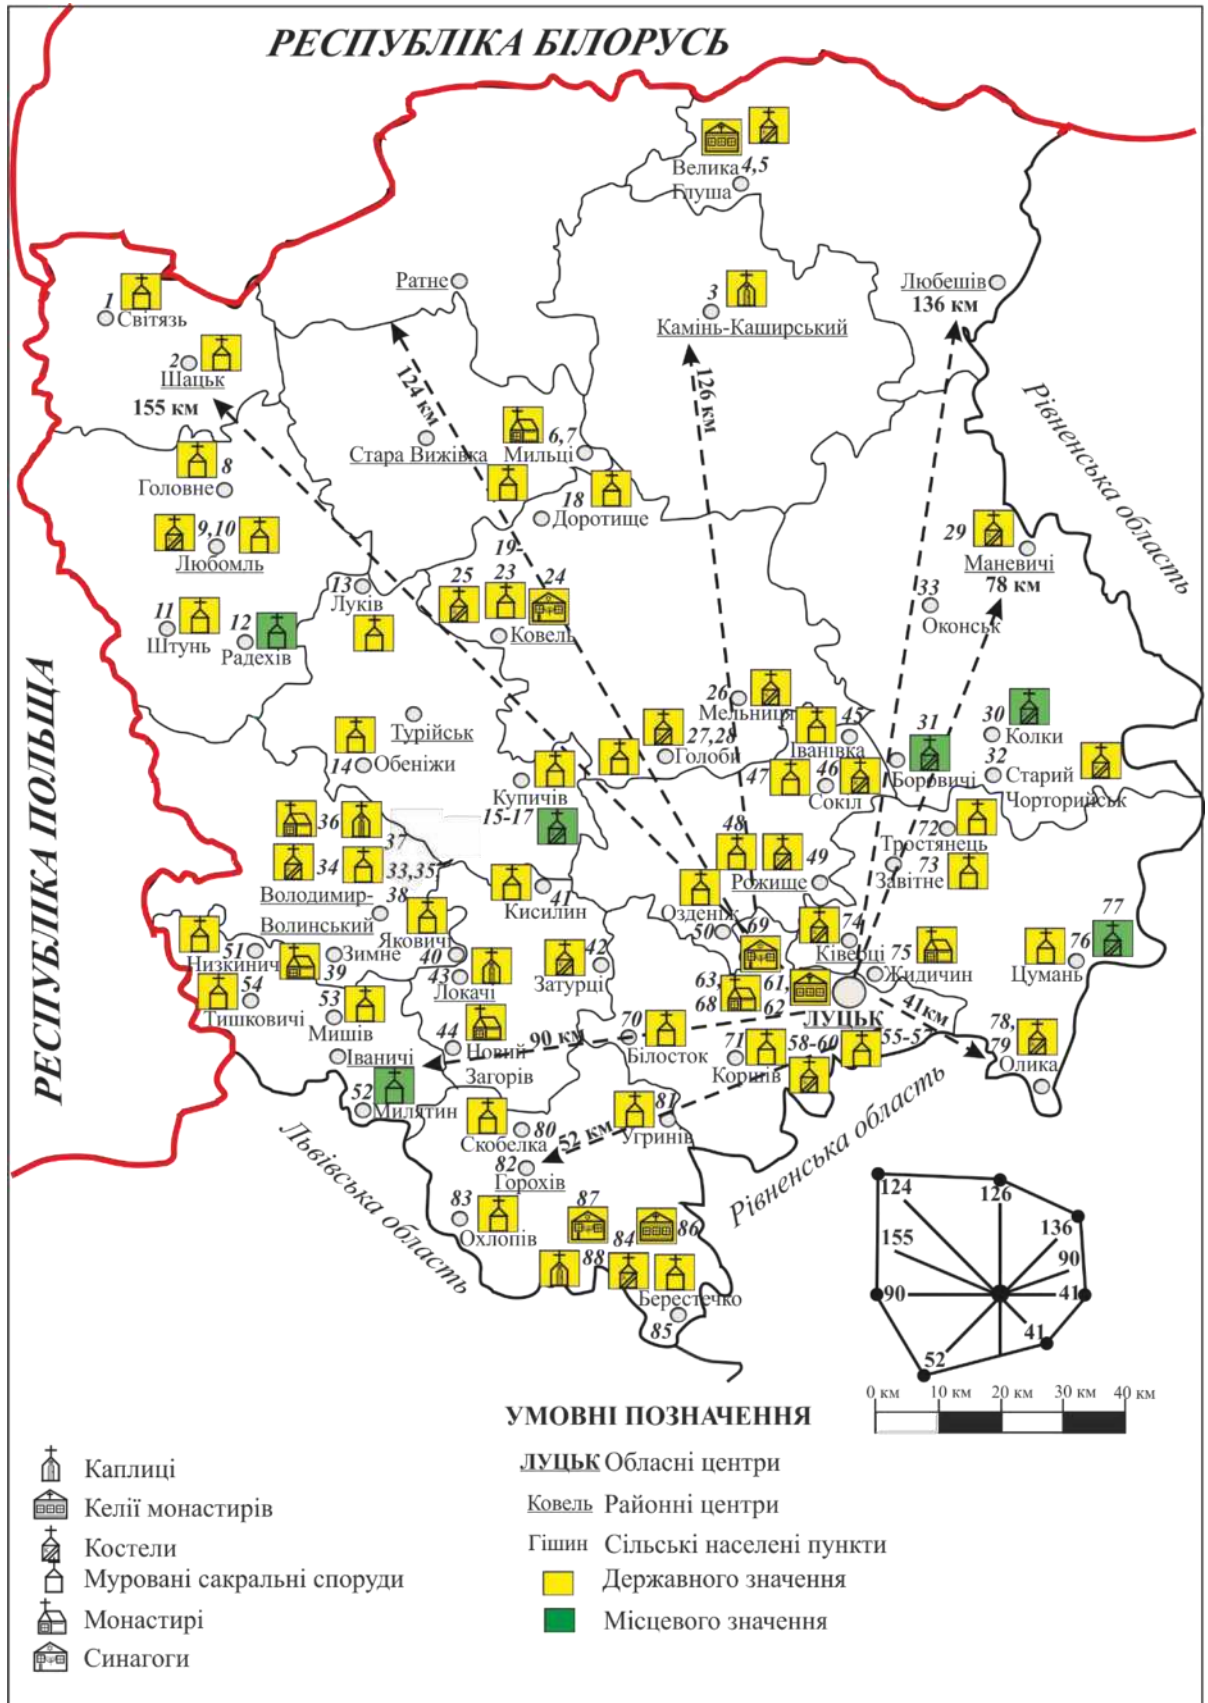 РЕСПУБЛІКА БІЛОРУСЬ
Велика 4,5
Глуша
Ратне
3
Камінь-Каширський
Любешів
136 км
1
Світязь
2
Шацьк
155 км
124 км
126 км
Рівненська область
6,7
Стара Вижівка
Мильці
8
Головне
18
Доротище
9,10
Любомль
29
Маневичі
78 км
19-
23
24
25
Ковель
13
Луків
33
Оконськ
11
Штунь
12
Радехів
РЕСПУБЛІКА ПОЛЬЩА
Турійськ
26
Мельниця
27,28
Голоби
45
Іванівка
31
Боровичі
30
Колки
14
Обеніжи
Купичів
15-17
47
46
Сокіл
32
Старий
Чорторийськ
36
37
34
33,35,
Володимир-
38
Волинський
48
49
Рожище
72
Тростянець
73
Завітне
41
Кисилин
Озденіж
50
Яковичі
40
51
Низкинич
Зимне
39
42
Затурці
69
74
Ківерці
75
Жидичин
77
76
Цумань
43
Локачі
54
Тишковичі
53
Мишів
63,
68
61,
62
ЛУЦЬК
41км
44
Новий
Загорів
90 км
70
Білосток
71
Коршів
58-60
55-5
78,
79
Олика
Іваничі
52
Милятин
Скобелка
80
81
Угринів
52 км
82
Горохів
Львівська область
Рівненська область
83
Охлопів
87
86
88
84
Берестечко
85
124
126
136
155
90
90
41
41
52
0 км
10 км
20 км
30 км
40 км
УМОВНІ ПОЗНАЧЕННЯ
Каплиці
Келії монастирів
Костели
Муровані сакральні споруди
Монастирі
Синагоги
ЛУЦЬК Обласні центри
Ковель Районні центри
Гішин Сільські населені пункти
Державного значення
Місцевого значення